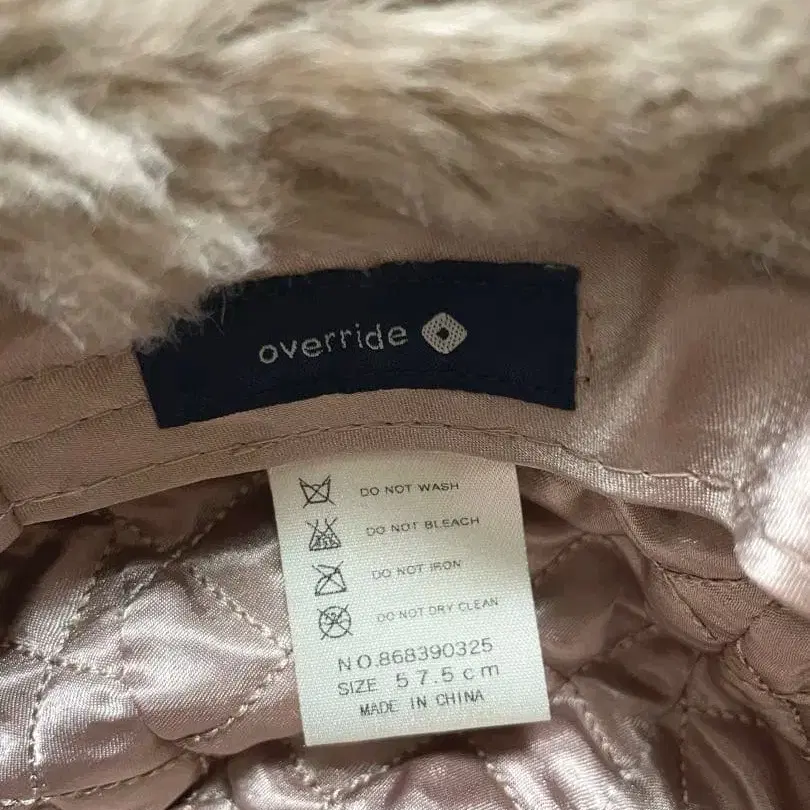 override
DO NOT WASH
DO NOT BLEACH
DO NOT IRON
DO NOT DRY CLEAN
NO.868390325
SIZE 57.5cm
MADE IN CHINA